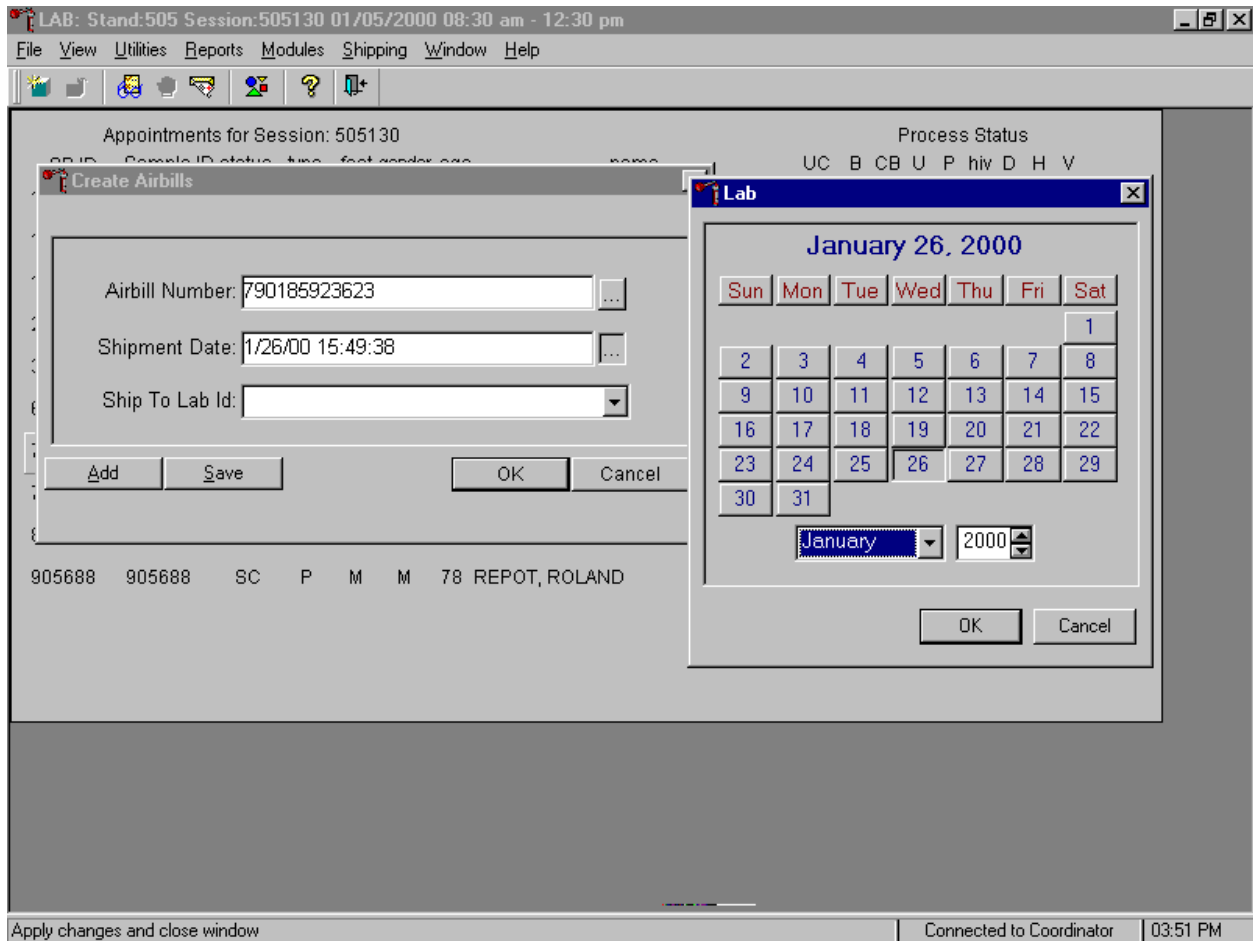 LAB: Stand:505 Session:505130 01/05/2000 08:30 am - 12:30 pm
File View Utilities Reports Modules Shipping Window Help
Appointments for Session: 505130
Process Status
UC B CB U P hiv D H V
Create Airbills
Airbill Number: 790185923623 ...
Shipment Date: 1/26/00 15:49:38 ...
Ship To Lab Id:
Add Save OK Cancel
905688 905688 SC P M M 78 REPOT, ROLAND
Lab
January 26, 2000
Sun Mon Tue Wed Thu Fri Sat
1
2 3 4 5 6 7 8
9 10 11 12 13 14 15
16 17 18 19 20 21 22
23 24 25 26 27 28 29
30 31
January 2000
OK Cancel
Apply changes and close window
Connected to Coordinator 03:51 PM